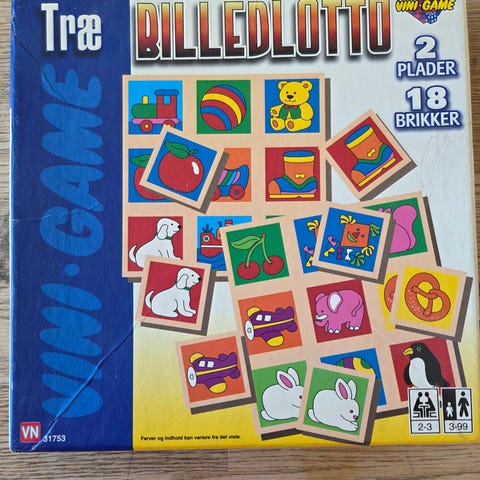 Træ
BILLEDLOTTO
VINI·GAME
2
PLADER
18
BRIKKER
VINI·GAME
VN
31753
Farver og indhold kan variere fra det viste.
2-3
3-99